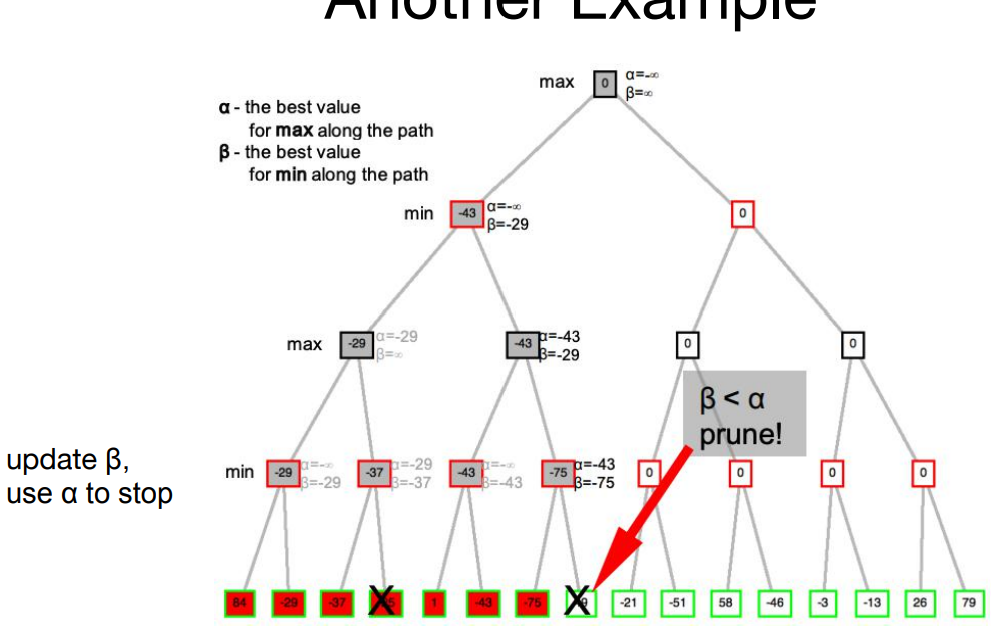 Another Example
max 0 α=-∞
β=∞
α - the best value
for max along the path
β - the best value
for min along the path
min -43 α=-∞
β=-29
0
max -29 α=-29
β=∞
-43 α=-43
β=-29
0
0
β < α
prune!
update β,
use α to stop
min -29 α=-∞
β=-29
-37 α=-29
β=-37
-43 α=-∞
β=-43
-75 α=-43
β=-75
0
0
0
0
84 -29 -37 X 1 -43 -75 X -21 -51 58 -46 -3 -13 26 79